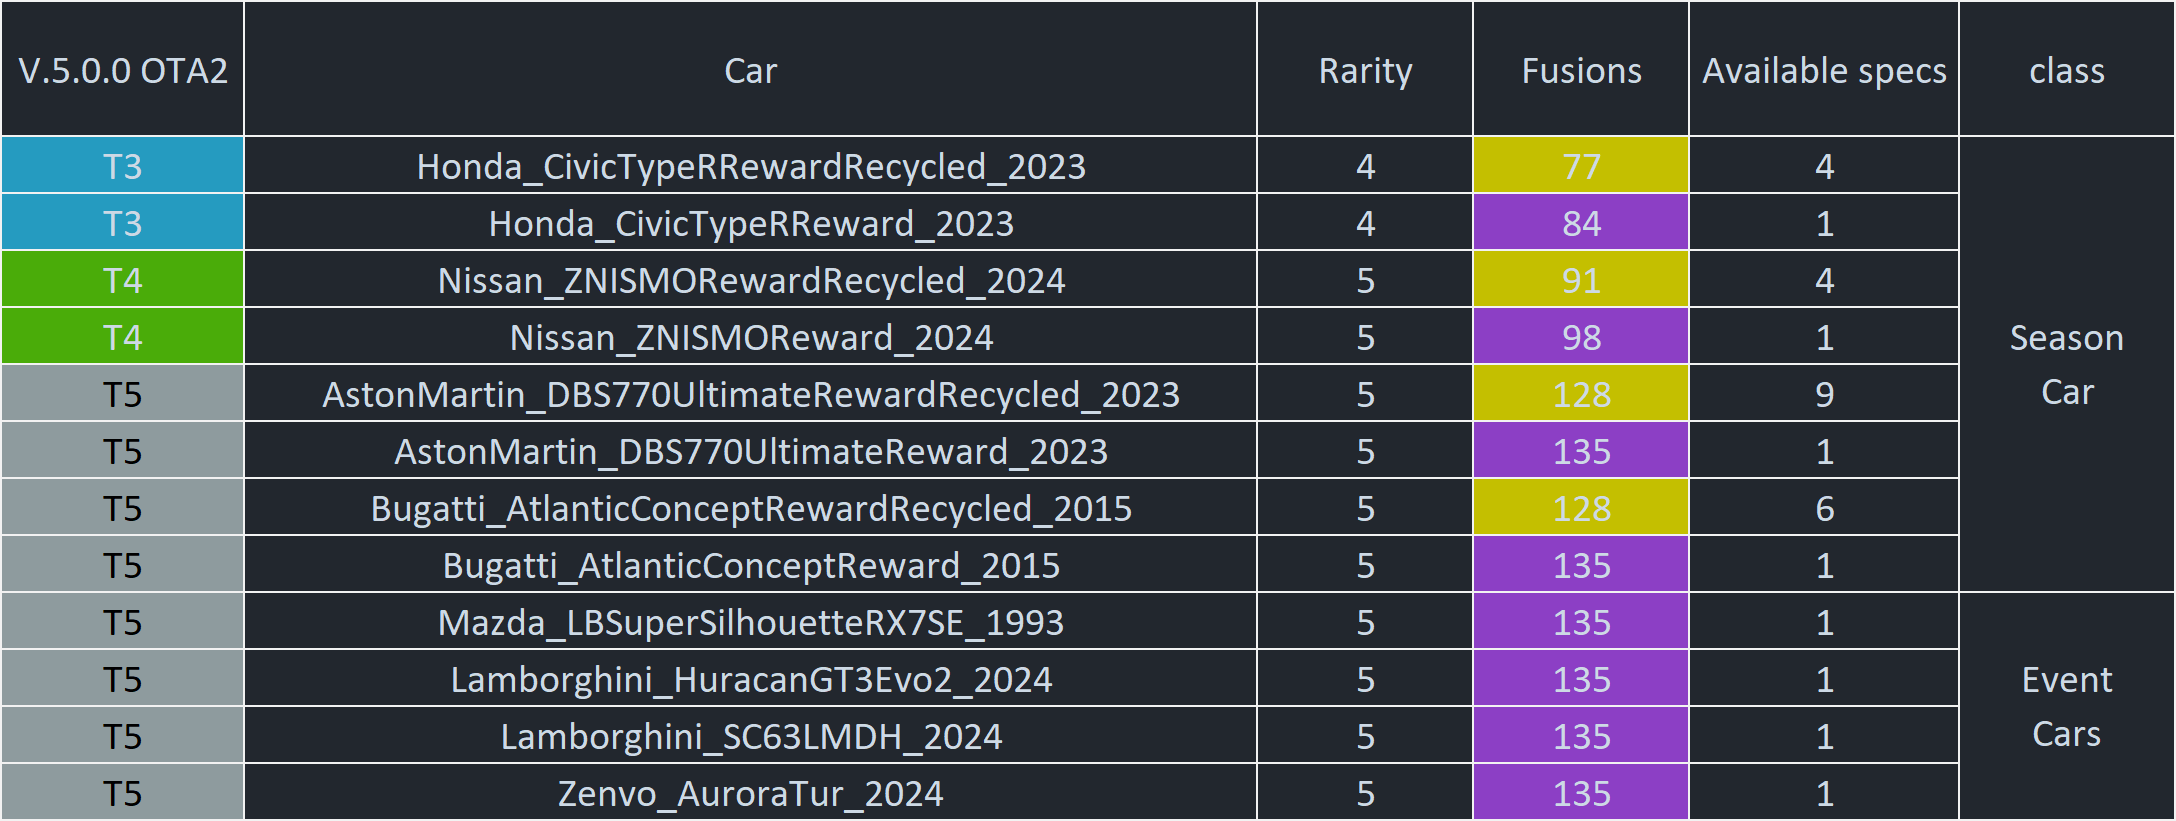 V.5.0.0 OTA2 Car Rarity Fusions Available specs class
T3 Honda_CivicTypeRRewardRecycled_2023 4 77 4
T3 Honda_CivicTypeRReward_2023 4 84 1
T4 Nissan_ZNISMORewardRecycled_2024 5 91 4
T4 Nissan_ZNISMOReward_2024 5 98 1
Season
Car
T5 AstonMartin_DBS770UltimateRewardRecycled_2023 5 128 9
T5 AstonMartin_DBS770UltimateReward_2023 5 135 1
T5 Bugatti_AtlanticConceptRewardRecycled_2015 5 128 6
T5 Bugatti_AtlanticConceptReward_2015 5 135 1
T5 Mazda_LBSuperSilhouetteRX7SE_1993 5 135 1
T5 Lamborghini_HuracanGT3Evo2_2024 5 135 1
Event
Cars
T5 Lamborghini_SC63LMDH_2024 5 135 1
T5 Zenvo_AuroraTur_2024 5 135 1